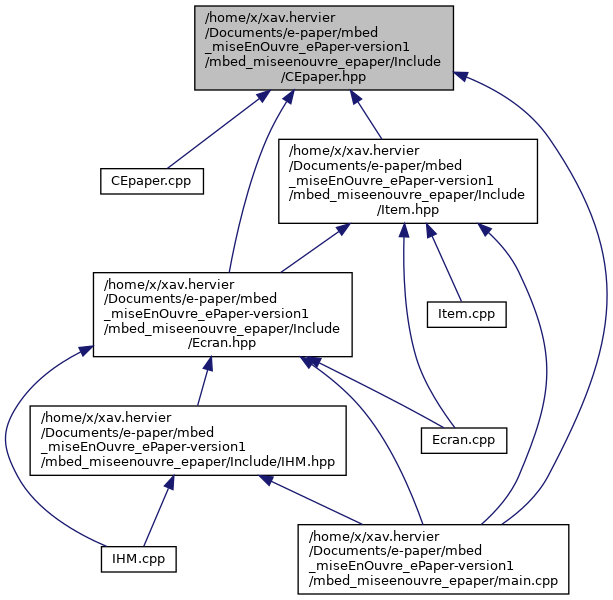 /home/x/xav.hervier
/Documents/e-paper/mbed
_miseEnOuvre_ePaper-version1
/mbed_miseenouvre_epaper/Include
/CEpaper.hpp
CEpaper.cpp
/home/x/xav.hervier
/Documents/e-paper/mbed
_miseEnOuvre_ePaper-version1
/mbed_miseenouvre_epaper/Include
/Item.hpp
/home/x/xav.hervier
/Documents/e-paper/mbed
_miseEnOuvre_ePaper-version1
/mbed_miseenouvre_epaper/Include
/Ecran.hpp
Item.cpp
/home/x/xav.hervier
/Documents/e-paper/mbed
_miseEnOuvre_ePaper-version1
/mbed_miseenouvre_epaper/Include/IHM.hpp
Ecran.cpp
IHM.cpp
/home/x/xav.hervier
/Documents/e-paper/mbed
_miseEnOuvre_ePaper-version1
/mbed_miseenouvre_epaper/main.cpp